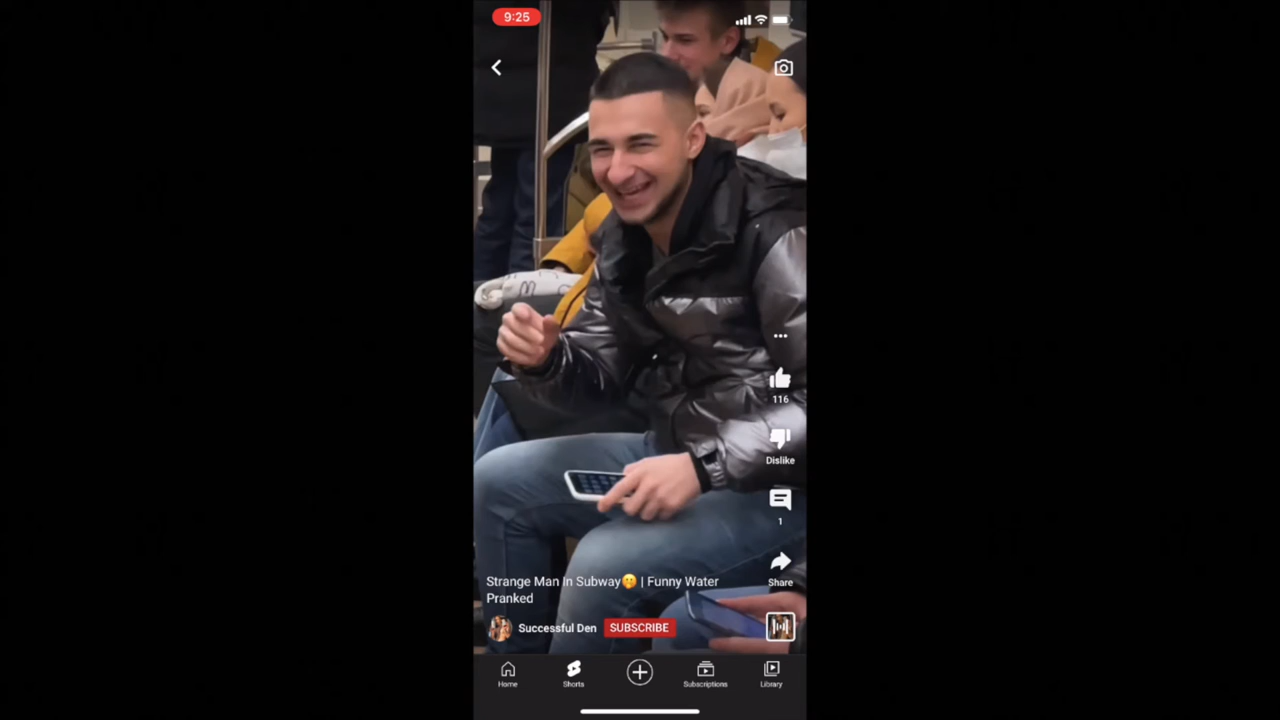 9:25
116
Dislike
1
Strange Man In Subway🤫 | Funny Water
Pranked
Share
Successful Den SUBSCRIBE
Home Shorts Subscriptions Library